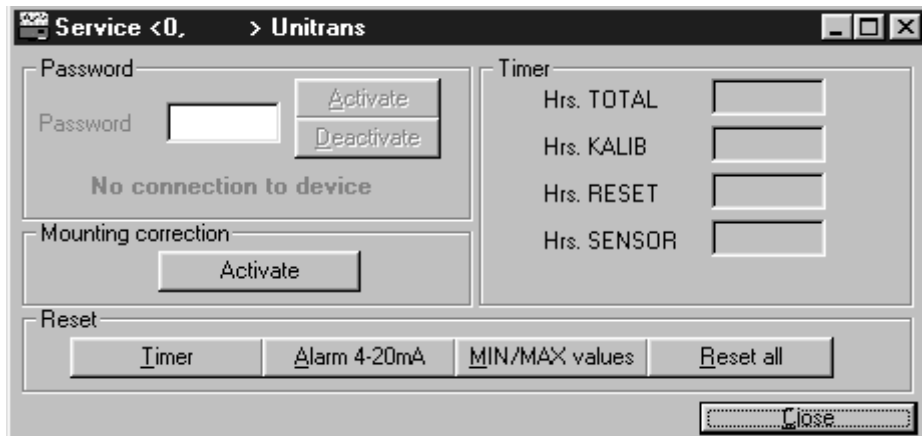 Service <0, > Unitrans
Password
Password
Activate
Deactivate
No connection to device
Timer
Hrs. TOTAL
Hrs. KALIB
Hrs. RESET
Hrs. SENSOR
Mounting correction
Activate
Reset
Timer Alarm 4-20mA MIN/MAX values Reset all
Close